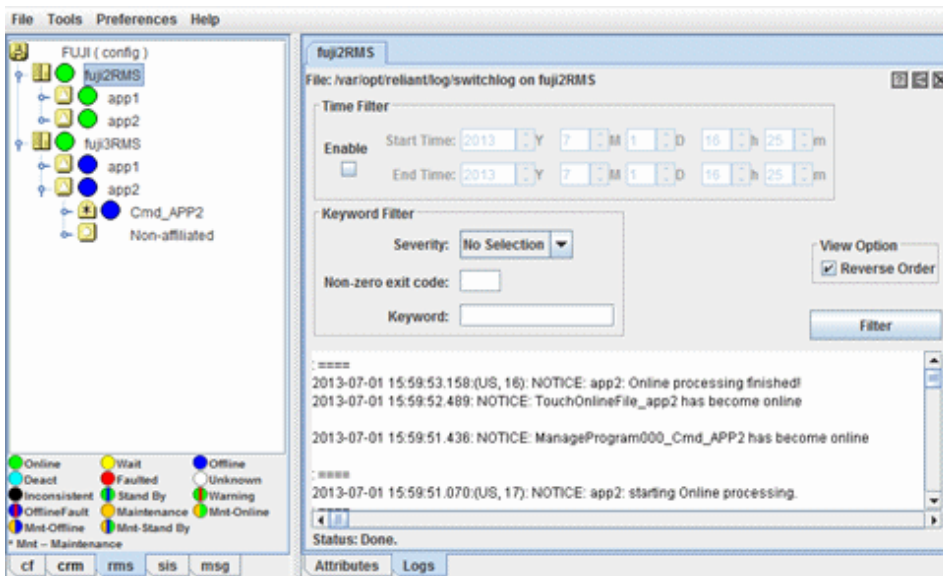 File Tools Preferences Help
FUJI ( config )
fuji2RMS
app1
app2
fuji3RMS
app1
app2
Cmd_APP2
Non-affiliated
Online Wait Offline
Deact Faulted Unknown
Inconsistent Stand By Warning
OfflineFault Maintenance Mnt-Online
Mnt-Offline Mnt-Stand By
* Mnt – Maintenance
cf crm rms sis msg
fuji2RMS
File: /var/opt/reliant/log/switchlog on fuji2RMS
Time Filter
Enable
Start Time: 2013 Y 7 M 1 D 16 h 25 m
End Time: 2013 Y 7 M 1 D 16 h 25 m
Keyword Filter
Severity: No Selection
Non-zero exit code:
Keyword:
View Option
Reverse Order
Filter
: ====
2013-07-01 15:59:53.158:(US, 16): NOTICE: app2: Online processing finished!
2013-07-01 15:59:52.489: NOTICE: TouchOnlineFile_app2 has become online
2013-07-01 15:59:51.436: NOTICE: ManageProgram000_Cmd_APP2 has become online
: ====
2013-07-01 15:59:51.070:(US, 17): NOTICE: app2: starting Online processing.
: ====
Status: Done.
Attributes Logs